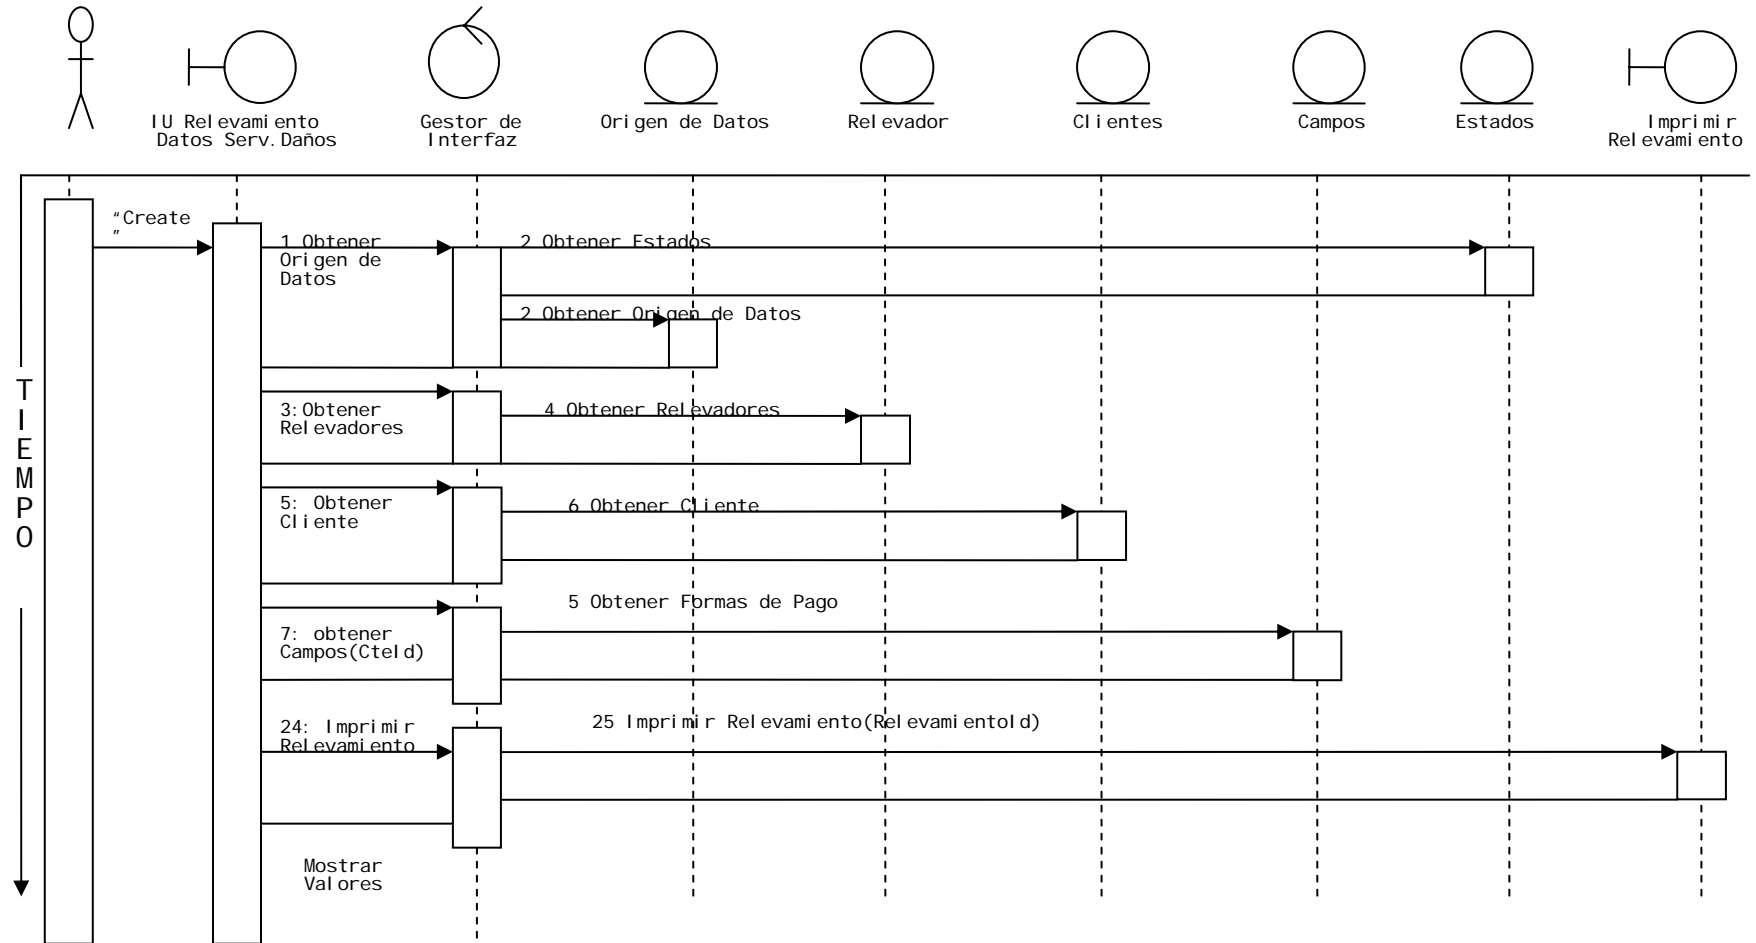 IU Relevamiento
Datos Serv.Daños
Gestor de
Interfaz
Origen de Datos
Relevador
Clientes
Campos
Estados
Imprimir
Relevamiento
“Create
”
1 Obtener
Origen de
Datos
2 Obtener Estados
2 Obtener Origen de Datos
TIEMPO
3:Obtener
Relevadores
4 Obtener Relevadores
5: Obtener
Cliente
6 Obtener Cliente
5 Obtener Formas de Pago
7: obtener
Campos(CteId)
24: Imprimir
Relevamiento
25 Imprimir Relevamiento(RelevamientoId)
Mostrar
Valores